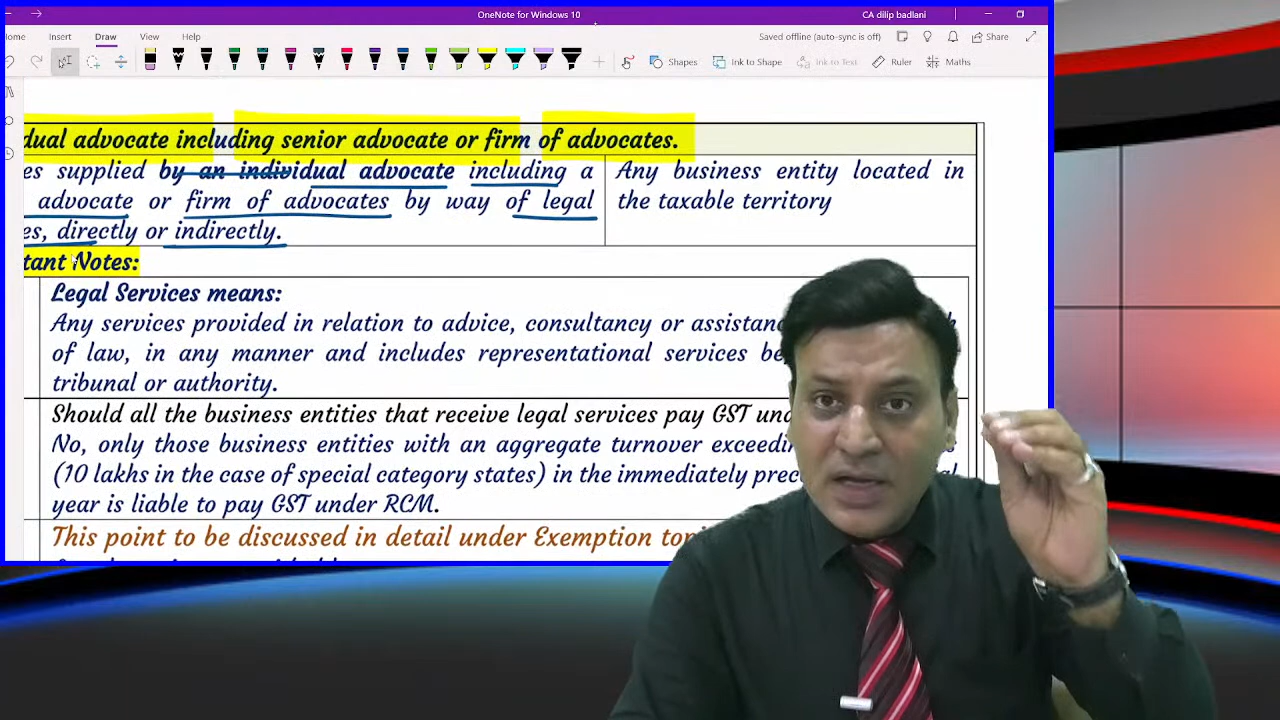 OneNote for Windows 10
CA dilip badlani
ome Insert Draw View Help
Saved offline (auto-sync is off)
Share
Shapes
Ink to Shape
Ink to Text
Ruler
Maths
dual advocate including senior advocate or firm of advocates.
es supplied by an individual advocate including a
advocate or firm of advocates by way of legal
es, directly or indirectly.
Any business entity located in
the taxable territory
tant Notes:
Legal Services means:
Any services provided in relation to advice, consultancy or assistan
of law, in any manner and includes representational services be
tribunal or authority.
Should all the business entities that receive legal services pay GST und
No, only those business entities with an aggregate turnover exceedin
(10 lakhs in the case of special category states) in the immediately prec
year is liable to pay GST under RCM.
This point to be discussed in detail under Exemption top